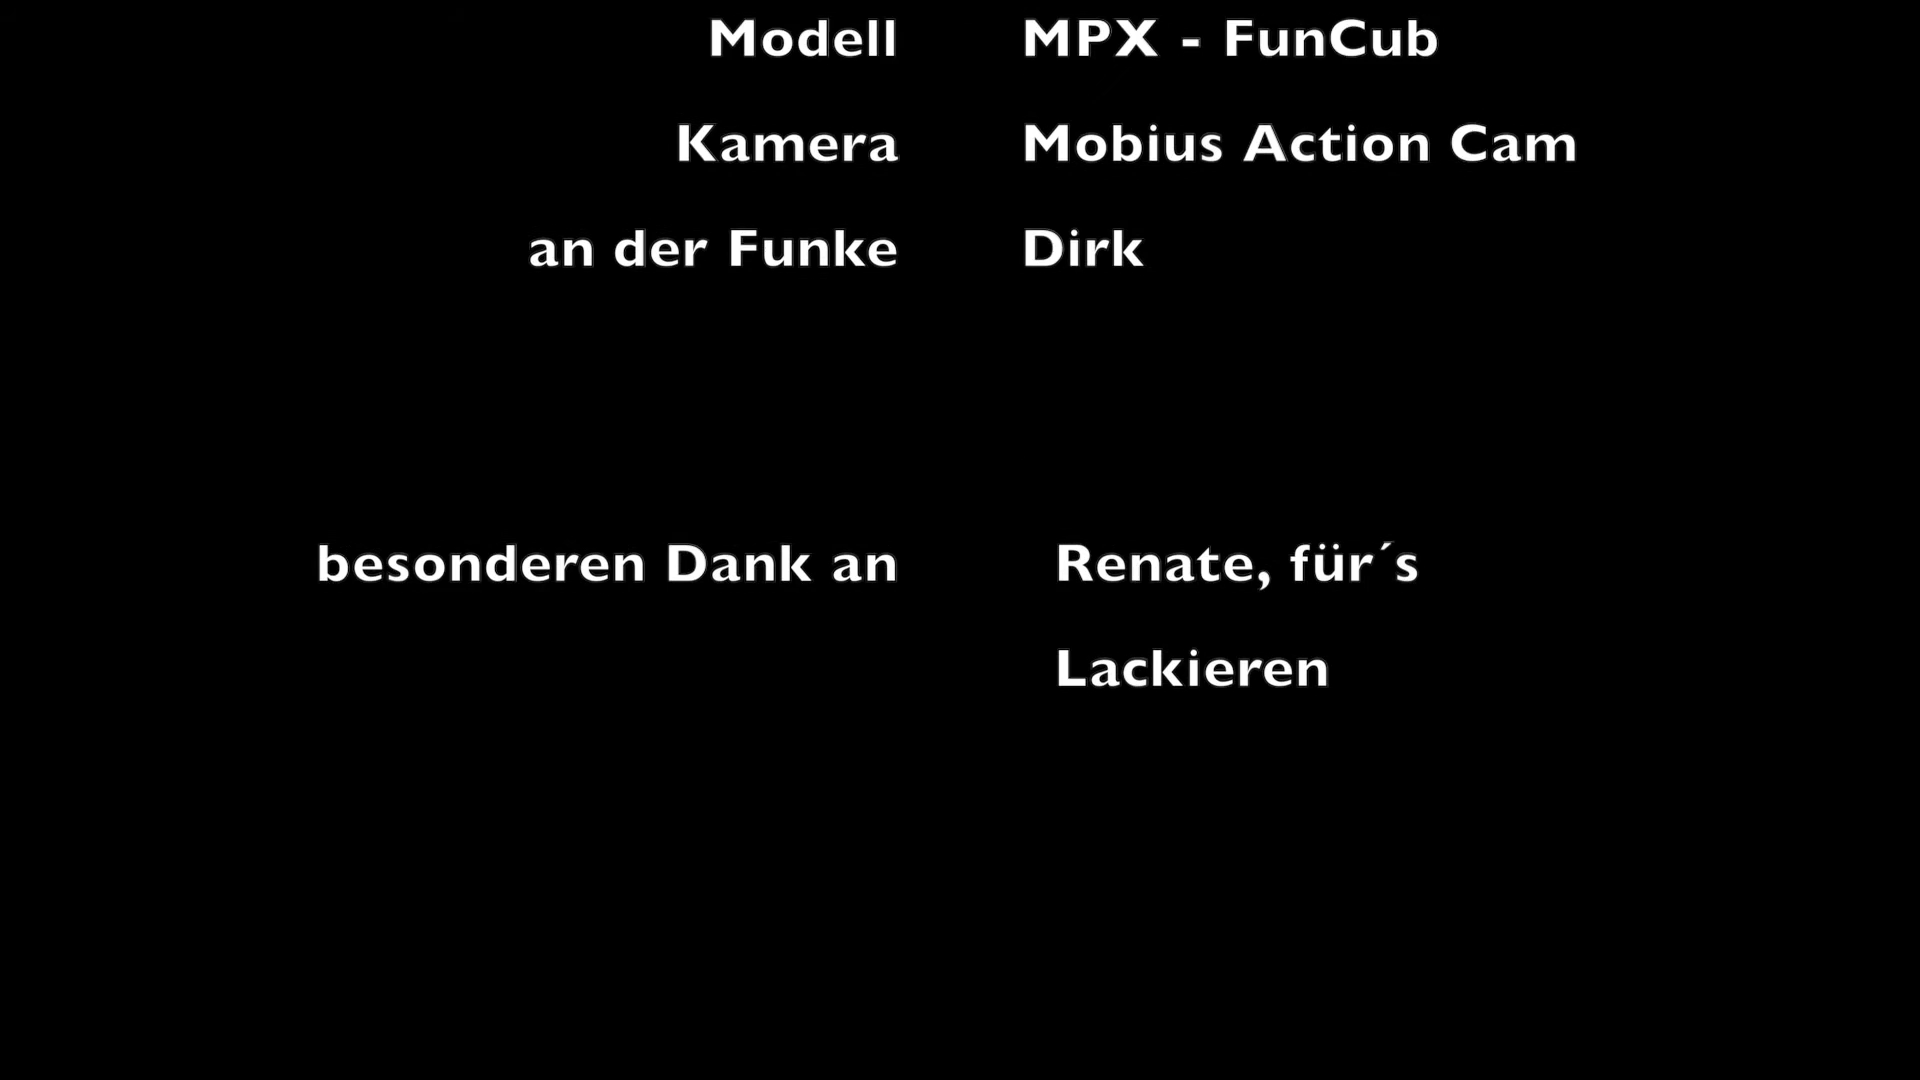 Modell MPX - FunCub
Kamera Mobius Action Cam
an der Funke Dirk
besonderen Dank an Renate, für´s
Lackieren